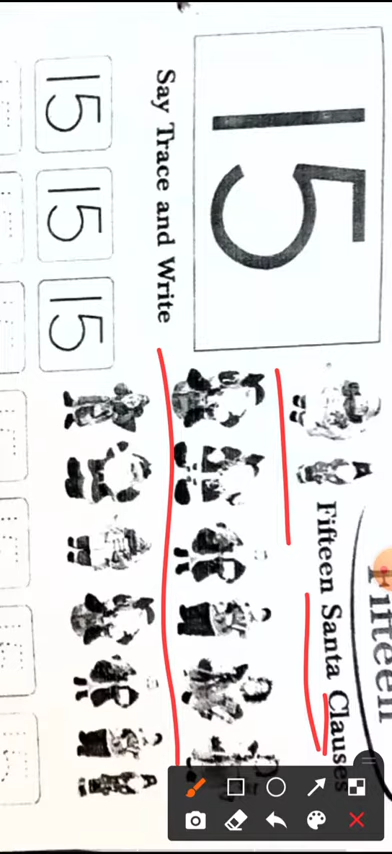 Fifteen
15
Fifteen Santa Clauses
Say Trace and Write
15 15 15